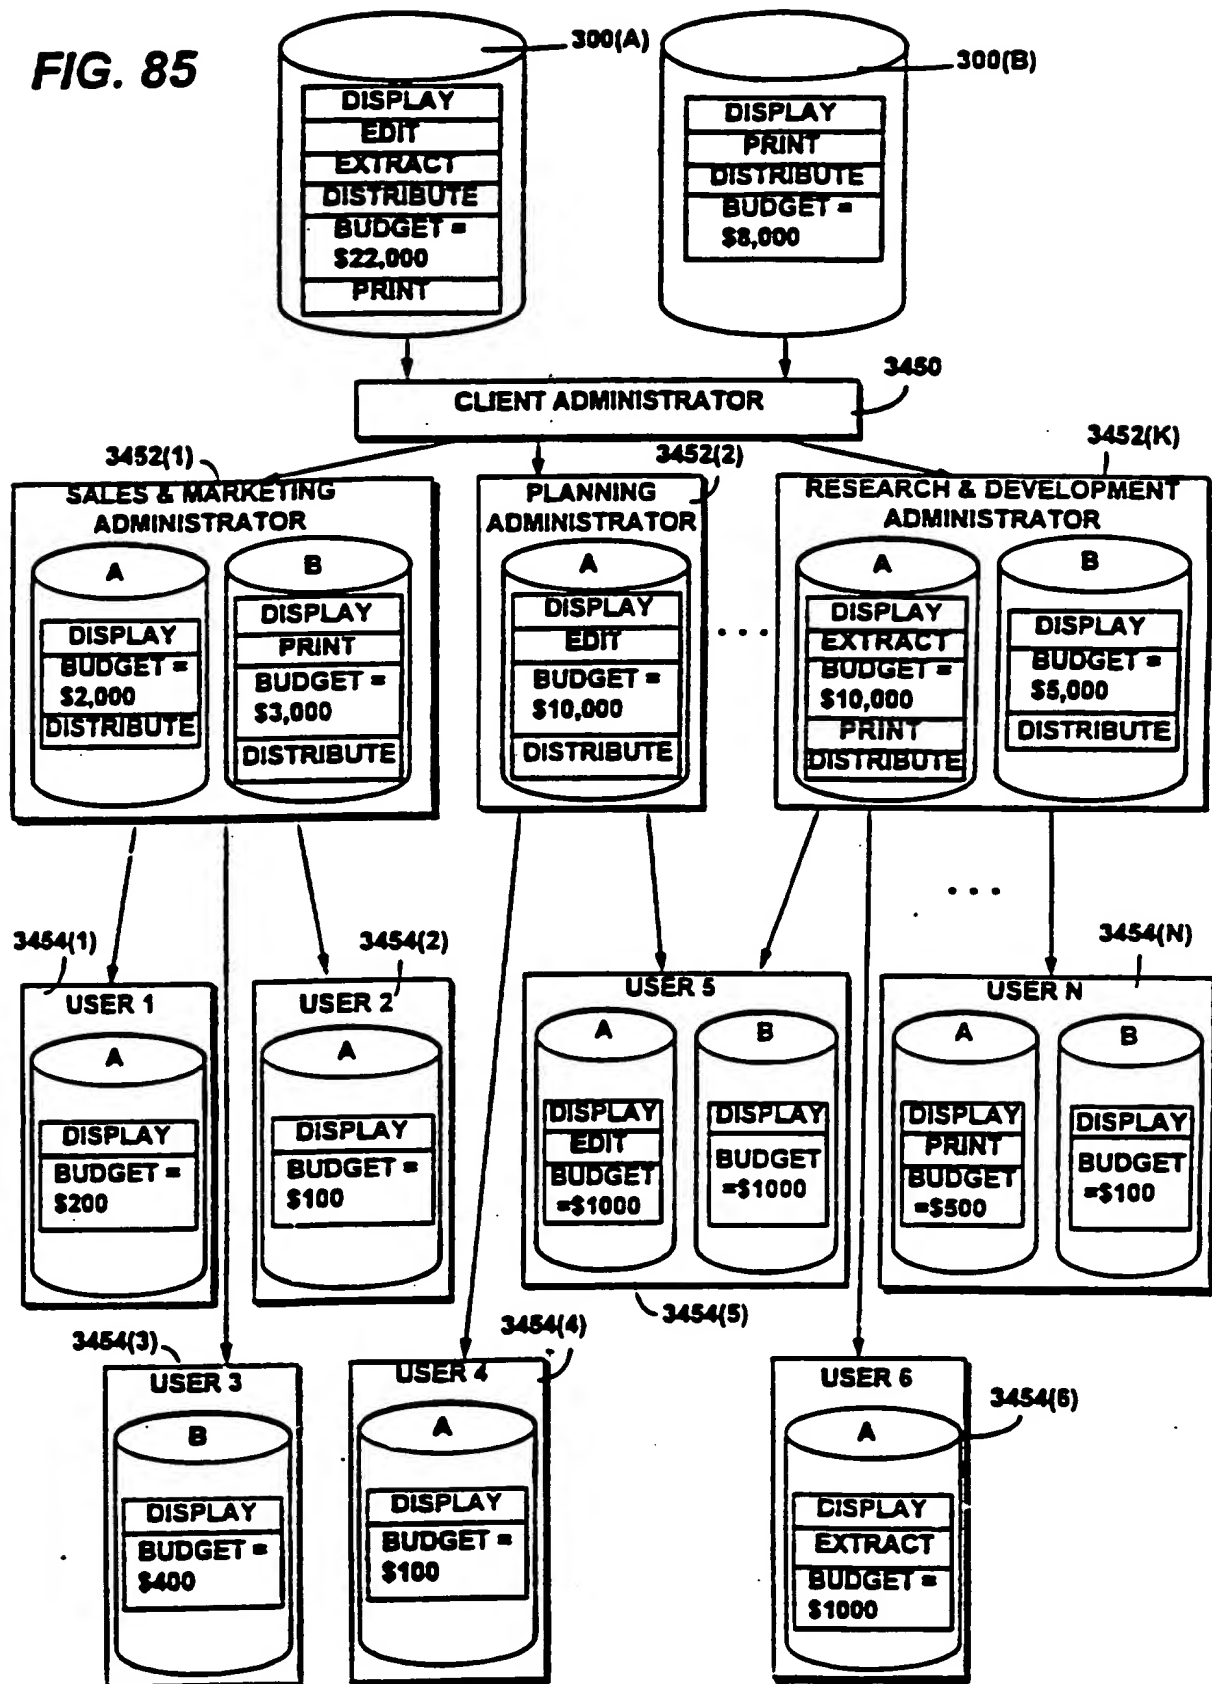 FIG. 85
300(A)
DISPLAY
EDIT
EXTRACT
DISTRIBUTE
BUDGET =
$22,000
PRINT
300(B)
DISPLAY
PRINT
DISTRIBUTE
BUDGET =
$8,000
CLIENT ADMINISTRATOR
3450
3452(1)
SALES & MARKETING
ADMINISTRATOR
A
DISPLAY
BUDGET =
$2,000
DISTRIBUTE
B
DISPLAY
PRINT
BUDGET =
$3,000
DISTRIBUTE
3452(2)
PLANNING
ADMINISTRATOR
A
DISPLAY
EDIT
BUDGET =
$10,000
DISTRIBUTE
. . .
3452(K)
RESEARCH & DEVELOPMENT
ADMINISTRATOR
A
DISPLAY
EXTRACT
BUDGET =
$10,000
PRINT
DISTRIBUTE
B
DISPLAY
BUDGET =
$5,000
DISTRIBUTE
. . .
3454(1)
USER 1
A
DISPLAY
BUDGET =
$200
3454(2)
USER 2
A
DISPLAY
BUDGET =
$100
USER 5
A
DISPLAY
EDIT
BUDGET
=$1000
B
DISPLAY
BUDGET
=$1000
3454(5)
3454(N)
USER N
A
DISPLAY
PRINT
BUDGET
=$500
B
DISPLAY
BUDGET
=$100
3454(3)
USER 3
B
DISPLAY
BUDGET =
$400
3454(4)
USER 4
A
DISPLAY
BUDGET =
$100
USER 6
3454(6)
A
DISPLAY
EXTRACT
BUDGET =
$1000